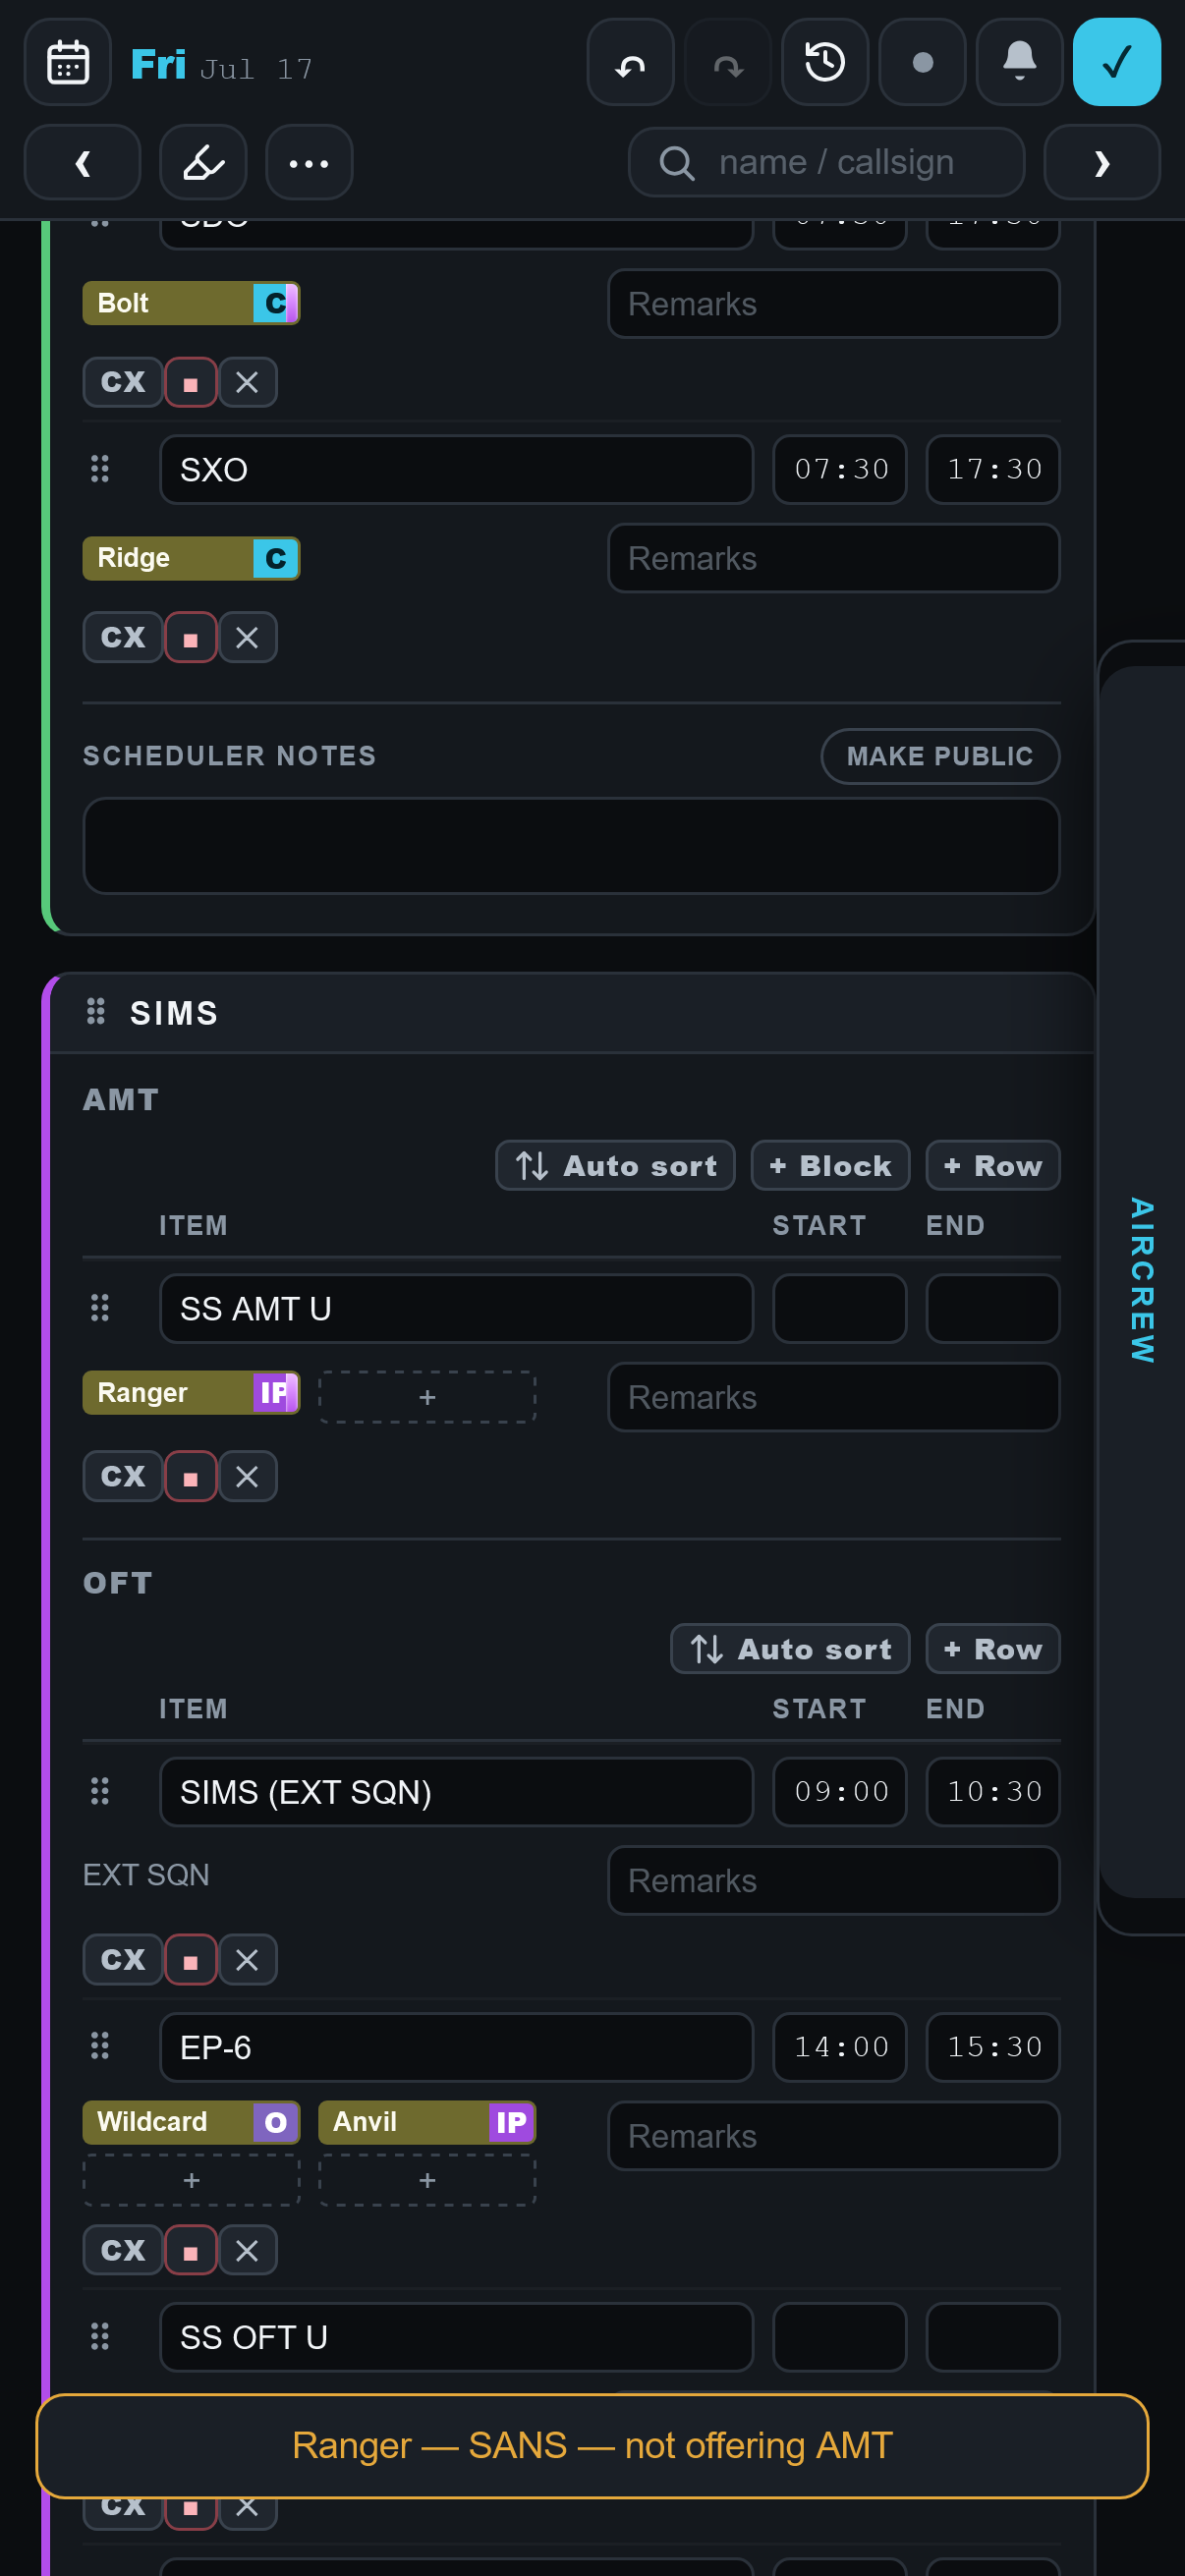 Fri Jul 17
name / callsign
Bolt C Remarks
CX
SXO 07:30 17:30
Ridge C Remarks
CX
SCHEDULER NOTES MAKE PUBLIC
SIMS
AMT
Auto sort + Block + Row
ITEM START END
SS AMT U
AIRCREW
Ranger IP + Remarks
CX
OFT
Auto sort + Row
ITEM START END
SIMS (EXT SQN) 09:00 10:30
EXT SQN Remarks
CX
EP-6 14:00 15:30
Wildcard O Anvil IP Remarks
+ +
CX
SS OFT U
Ranger — SANS — not offering AMT
CX